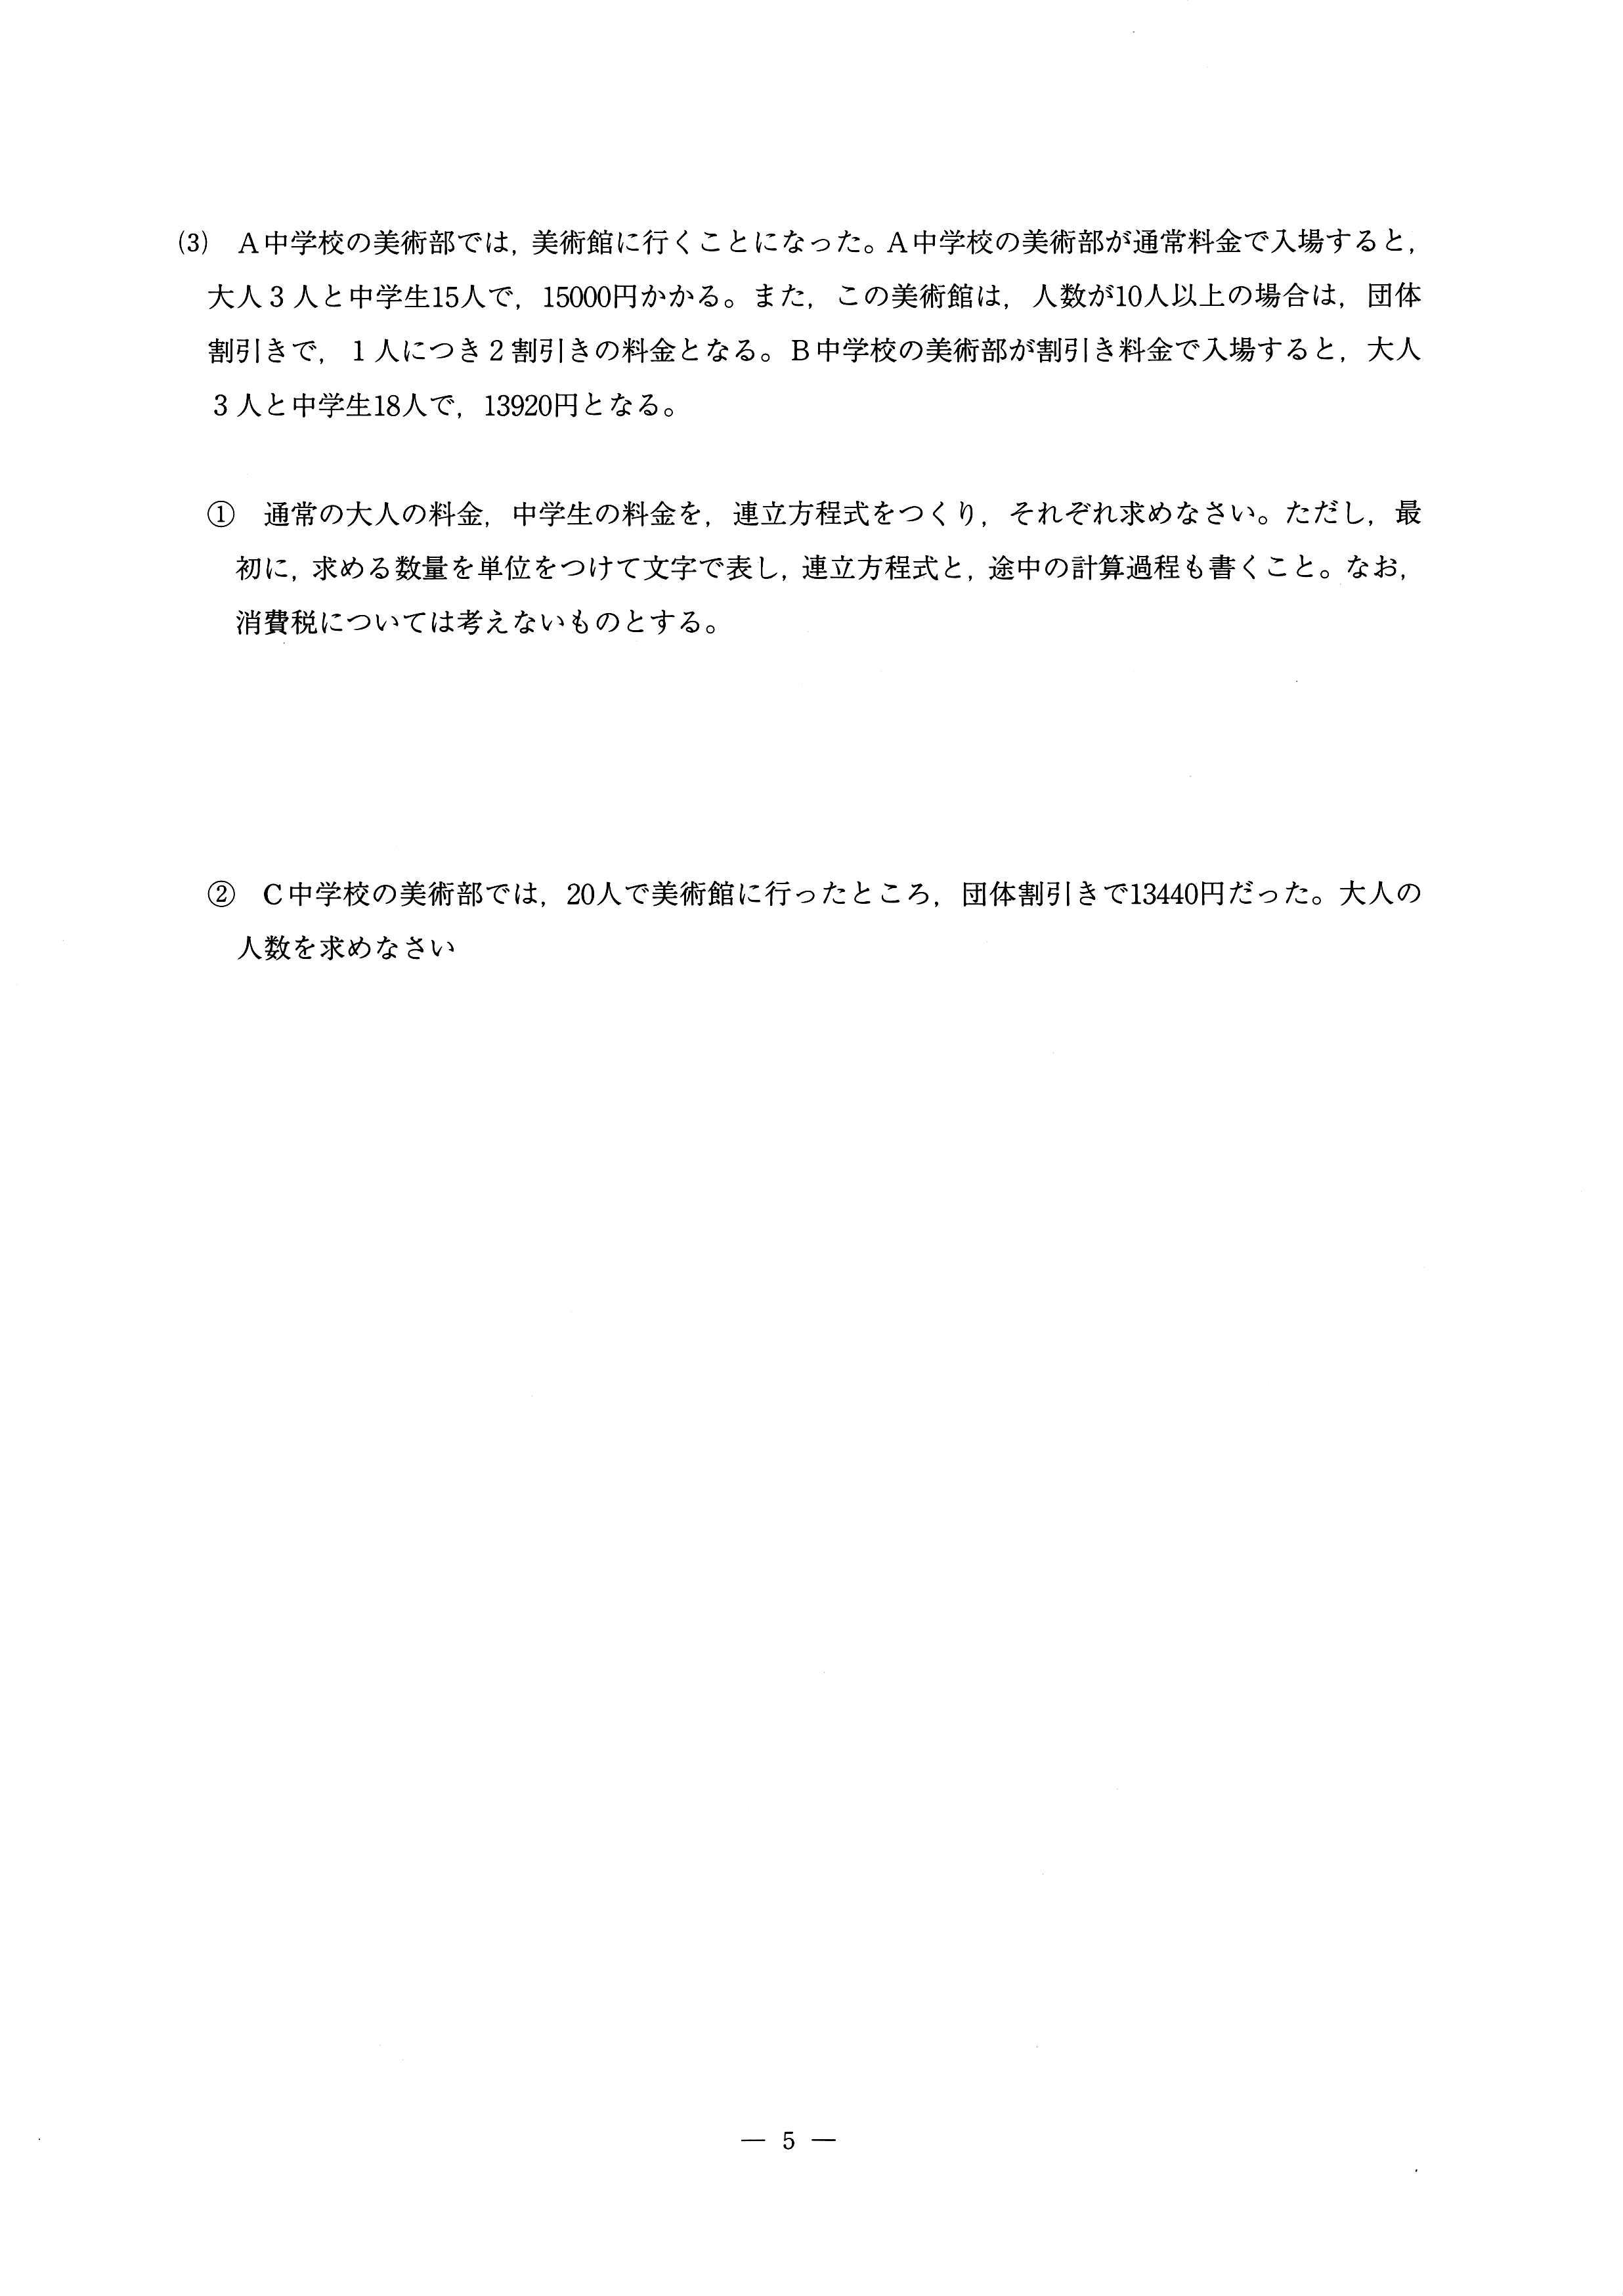 (3) A中学校の美術部では，美術館に行くことになった。A中学校の美術部が通常料金で入場すると，
大人3人と中学生15人で，15000円かかる。また，この美術館は，人数が10人以上の場合は，団体
割引きで，1人につき2割引きの料金となる。B中学校の美術部が割引き料金で入場すると，大人
3人と中学生18人で，13920円となる。
① 通常の大人の料金，中学生の料金を，連立方程式をつくり，それぞれ求めなさい。ただし，最
初に，求める数量を単位をつけて文字で表し，連立方程式と，途中の計算過程も書くこと。なお，
消費税については考えないものとする。
② C中学校の美術部では，20人で美術館に行ったところ，団体割引きで13440円だった。大人の
人数を求めなさい
— 5 —